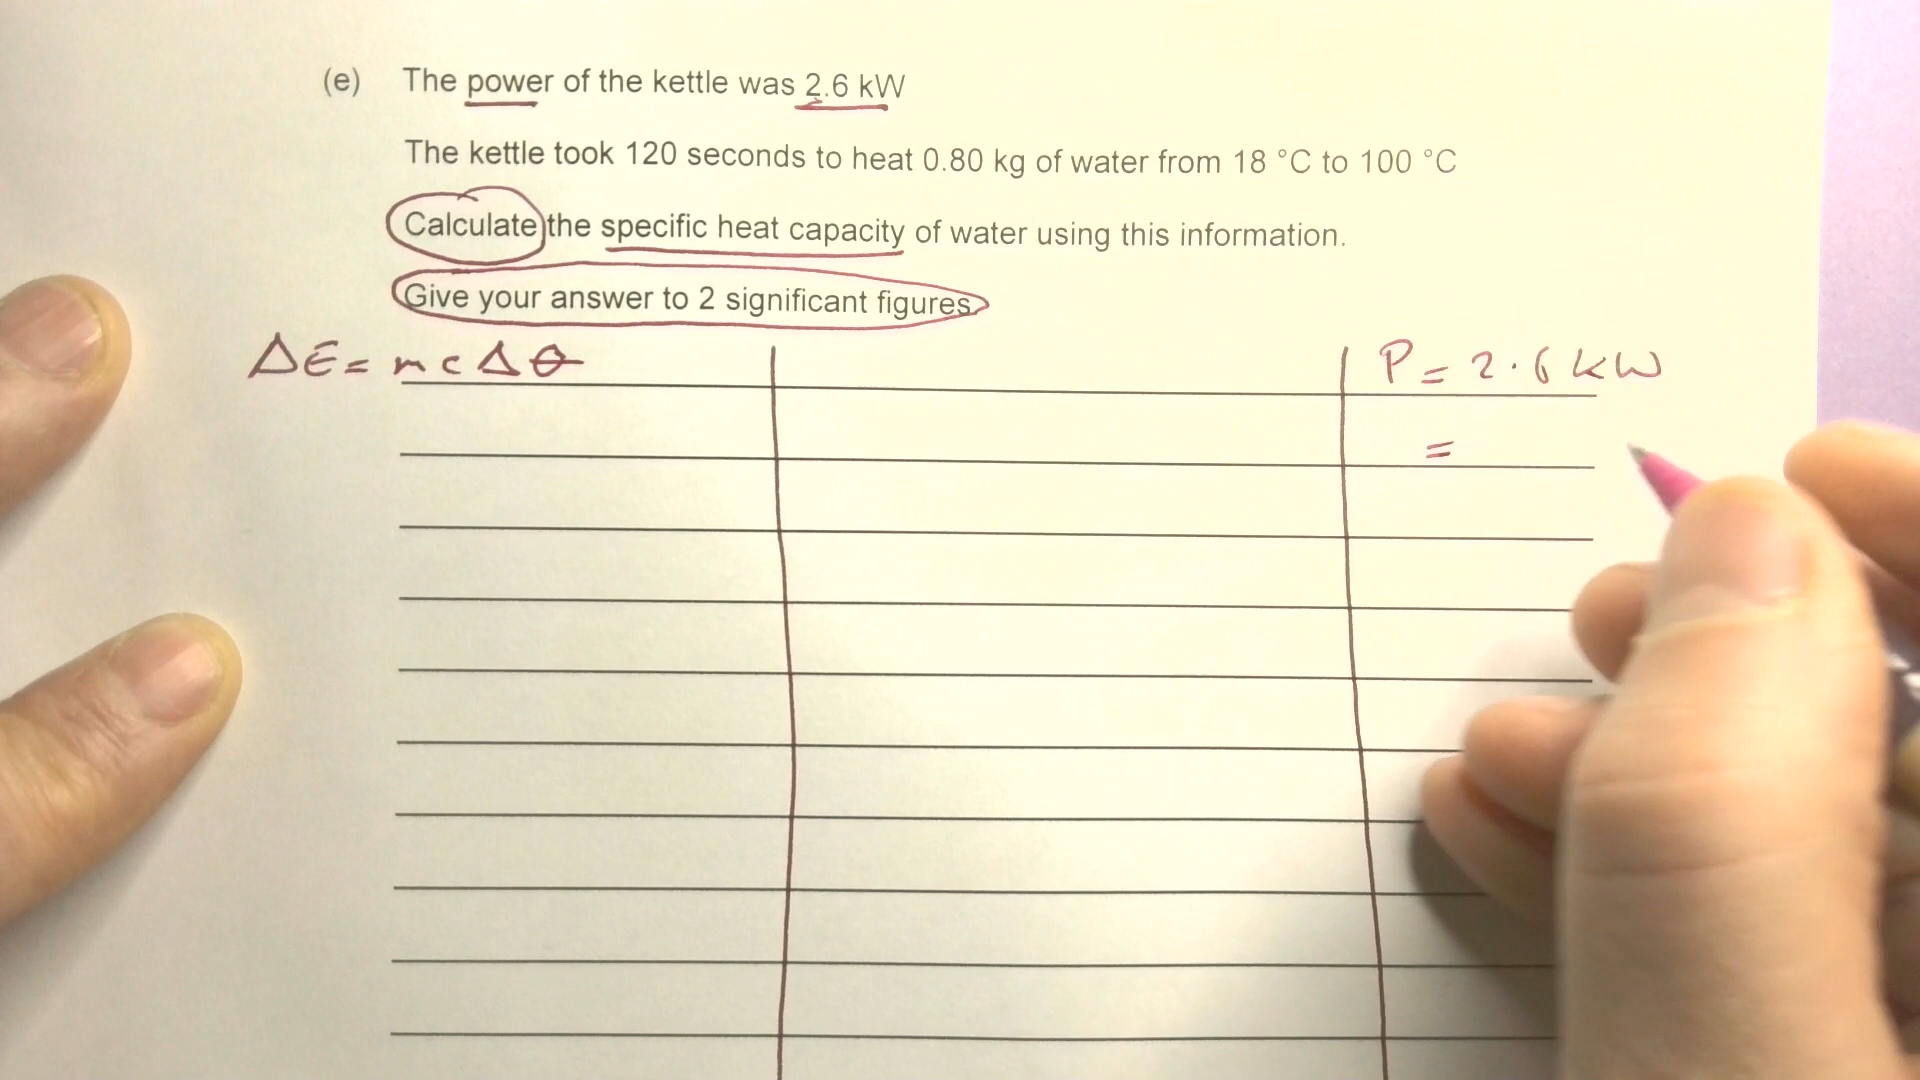 (e) The power of the kettle was 2.6 kW
The kettle took 120 seconds to heat 0.80 kg of water from 18 °C to 100 °C
Calculate the specific heat capacity of water using this information.
Give your answer to 2 significant figures.
ΔE = mcΔθ
P = 2.6 kW
=